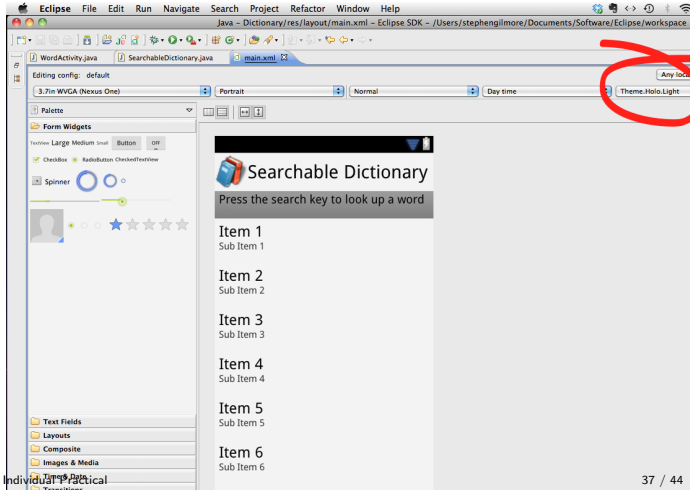 Eclipse File Edit Run Navigate Search Project Refactor Window Help
Java – Dictionary/res/layout/main.xml – Eclipse SDK – /Users/stephengilmore/Documents/Software/Eclipse/workspace
WordActivity.java SearchableDictionary.java main.xml
Editing config: default
Any loca
3.7in WVGA (Nexus One) Portrait Normal Day time Theme.Holo.Light
Palette
Form Widgets
TextView Large Medium Small Button OFF
CheckBox RadioButton CheckedTextView
Spinner
Searchable Dictionary
Press the search key to look up a word
Item 1
Sub Item 1
Item 2
Sub Item 2
Item 3
Sub Item 3
Item 4
Sub Item 4
Item 5
Sub Item 5
Item 6
Sub Item 6
Text Fields
Layouts
Composite
Images & Media
Time & Date
Transitions
Individual Practical
37 / 44